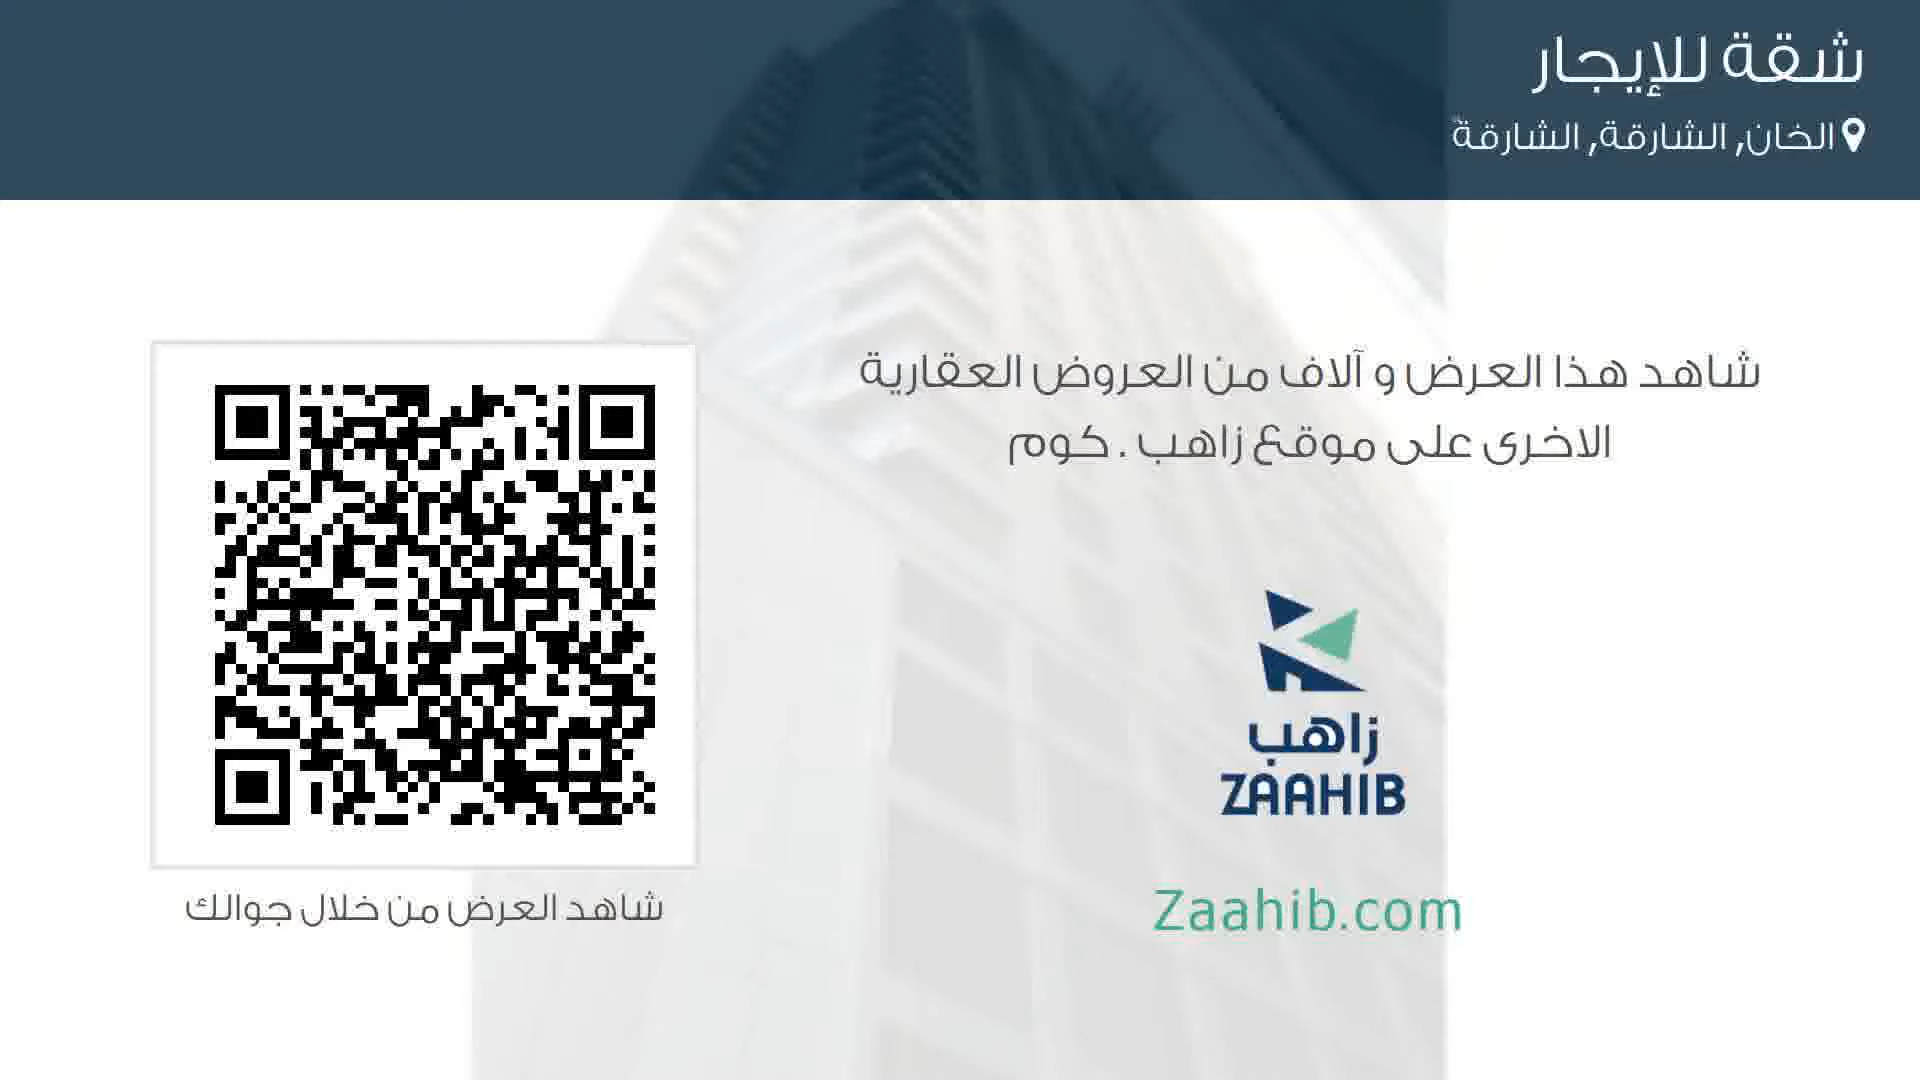 شقة للإيجار
الخان, الشارقة, الشارقة
شاهد هذا العرض و آلاف من العروض العقارية
الاخرى على موقع زاهب . كوم
زاهب
ZAAHIB
Zaahib.com
شاهد العرض من خلال جوالك